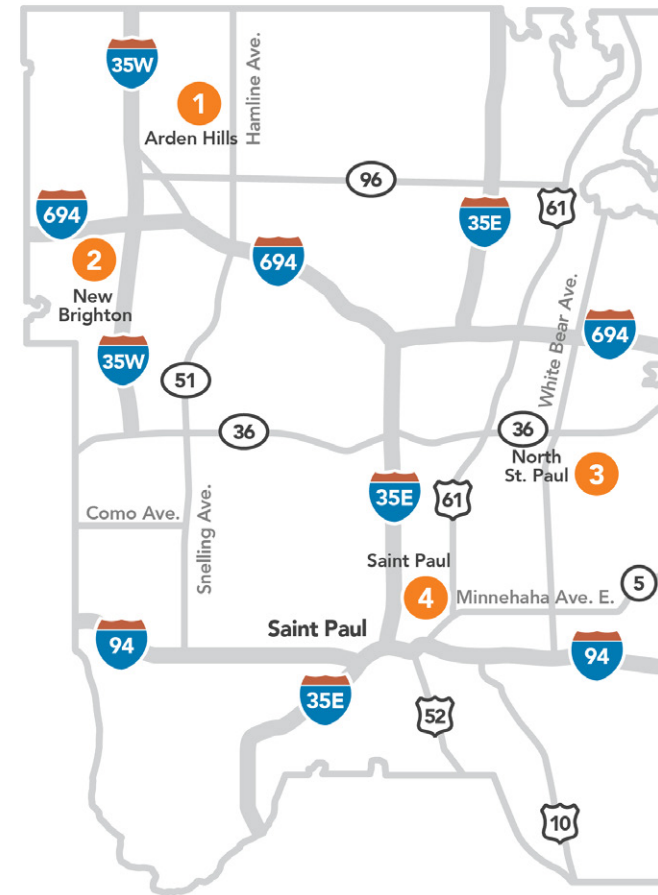 35W
1
Hamline Ave.
Arden Hills
96
694
61
35E
2
694
New
Brighton
White Bear Ave.
694
35W
51
36
36
North
St. Paul
3
35E
61
Como Ave.
Snelling Ave.
Saint Paul
5
4
Minnehaha Ave. E.
Saint Paul
94
94
35E
52
10